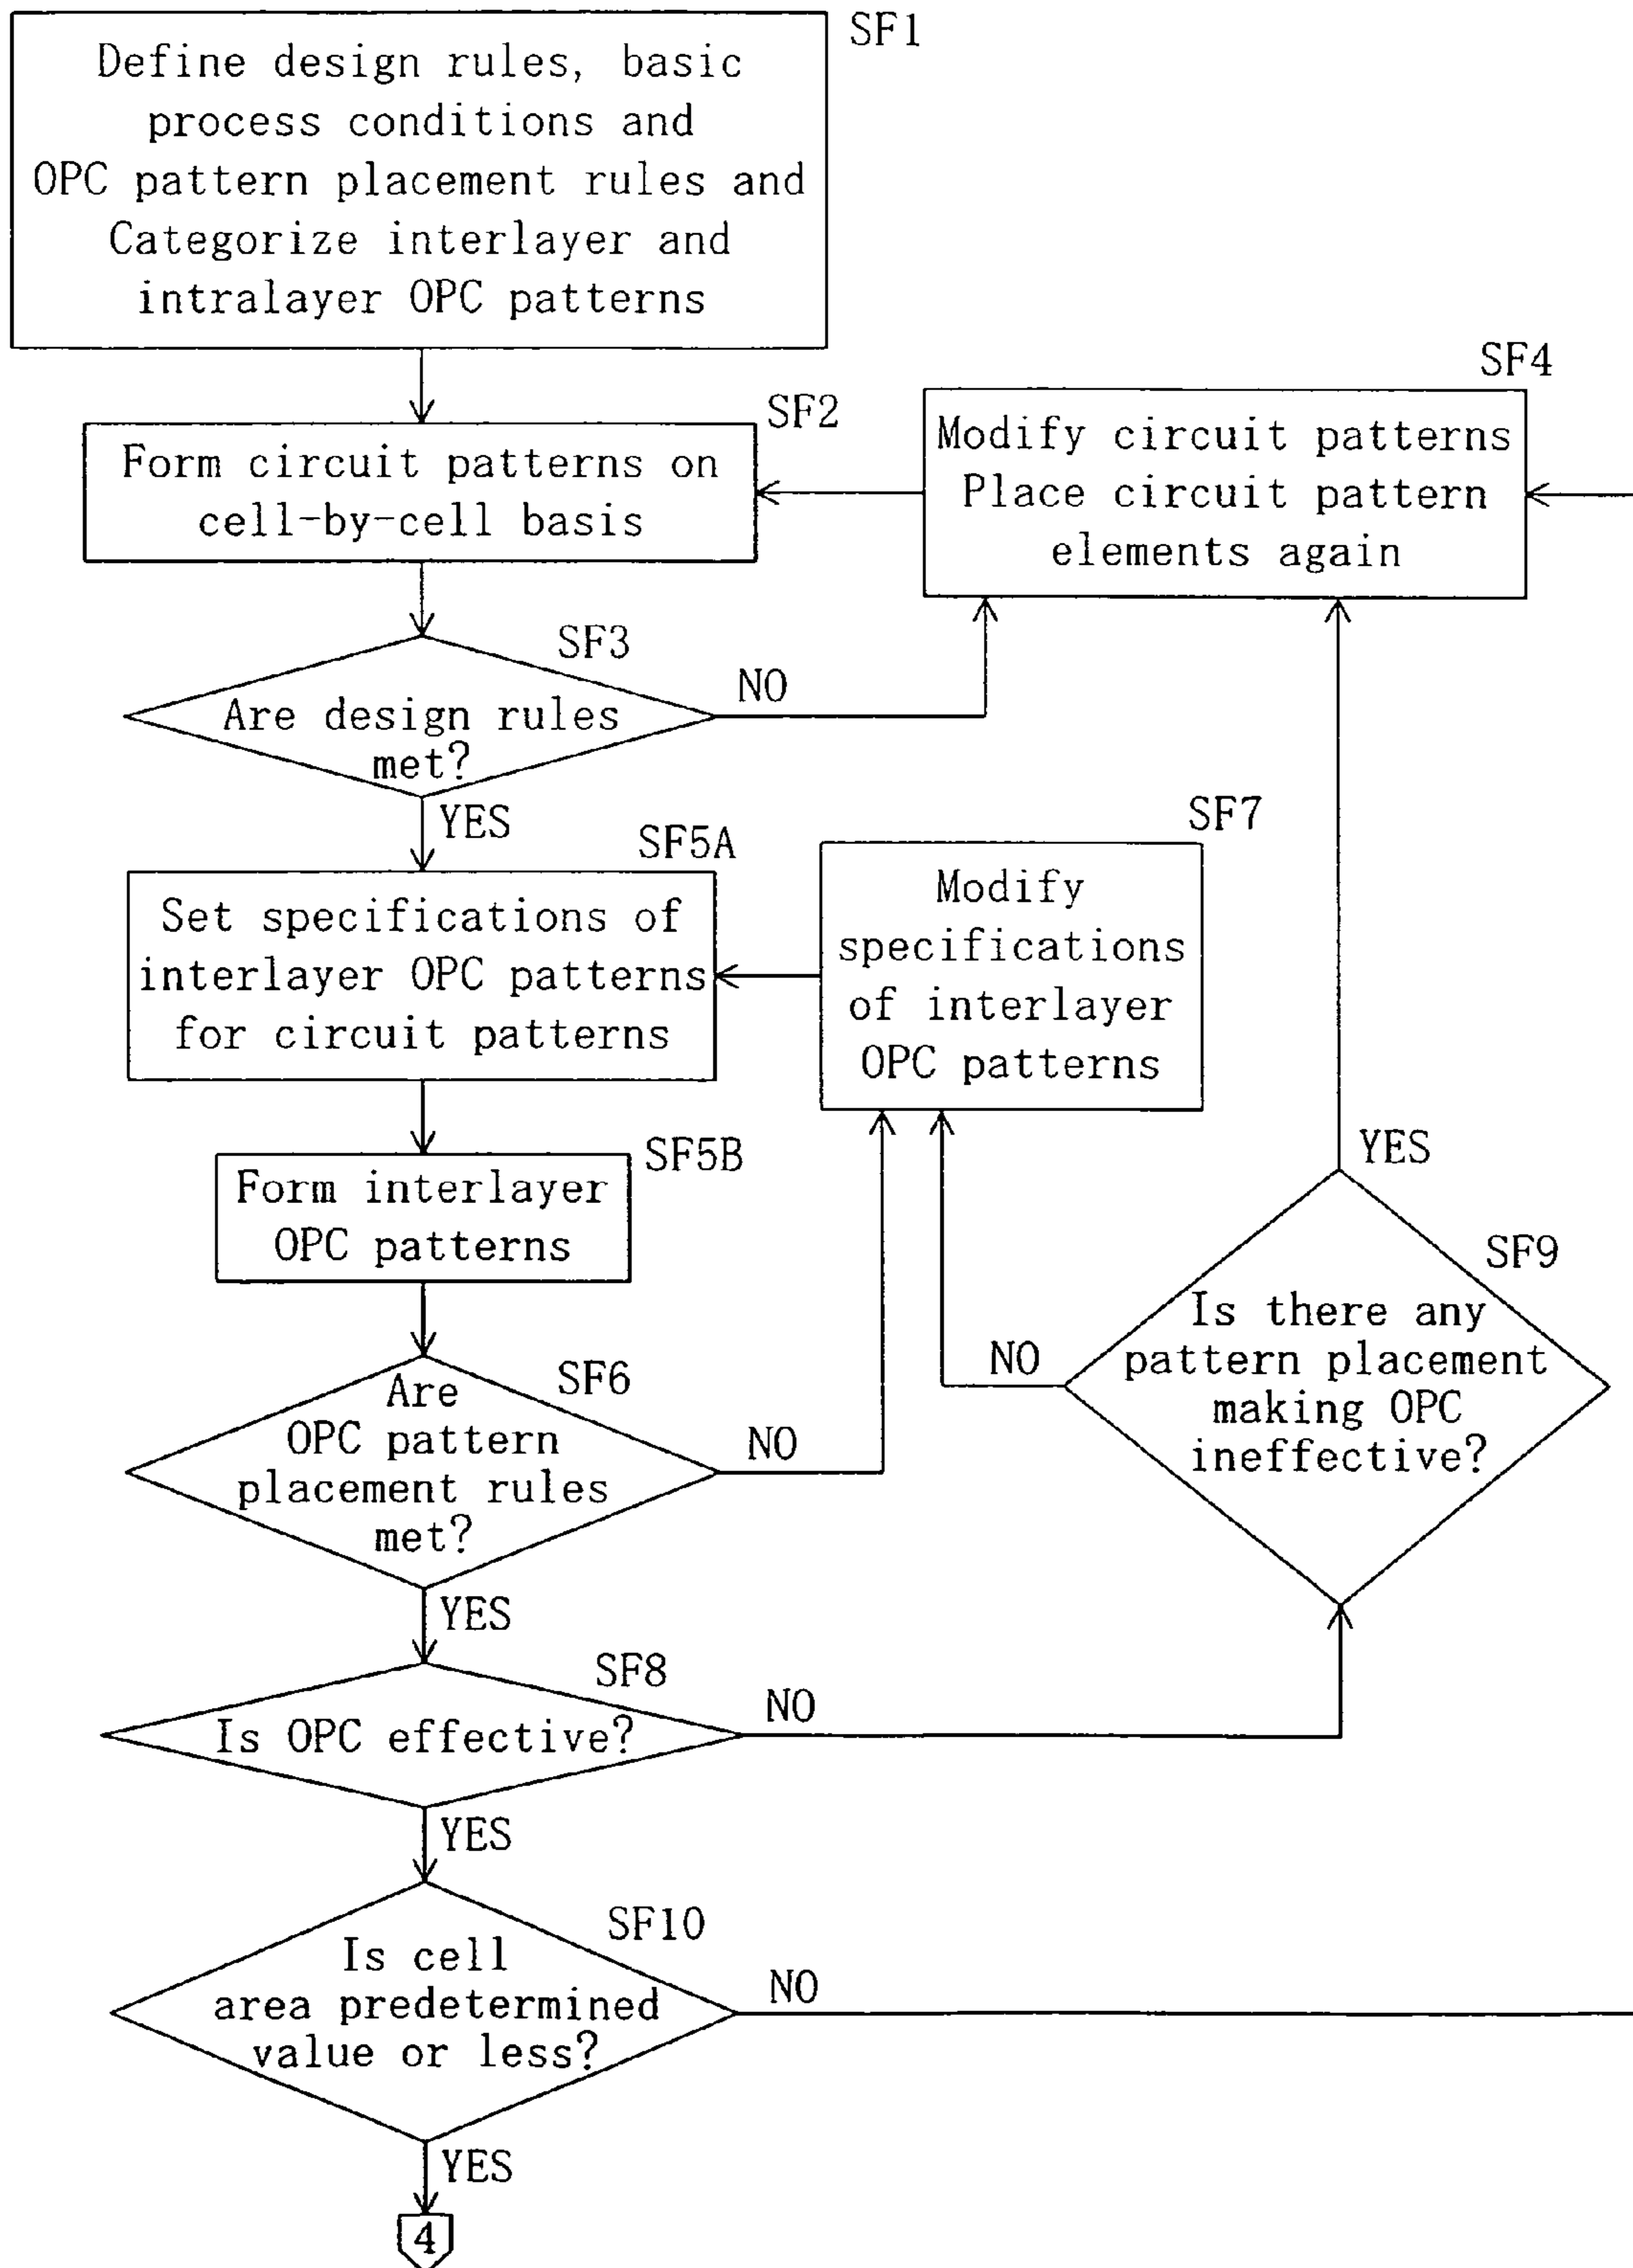 SF1
Define design rules, basic
process conditions and
OPC pattern placement rules and
Categorize interlayer and
intralayer OPC patterns
SF2
Form circuit patterns on
cell-by-cell basis
SF4
Modify circuit patterns
Place circuit pattern
elements again
SF3
Are design rules
met?
NO
YES
SF5A
Set specifications of
interlayer OPC patterns
for circuit patterns
SF7
Modify
specifications
of interlayer
OPC patterns
SF5B
Form interlayer
OPC patterns
SF6
Are
OPC pattern
placement rules
met?
NO
YES
SF9
Is there any
pattern placement
making OPC
ineffective?
NO
YES
SF8
Is OPC effective?
NO
YES
SF10
Is cell
area predetermined
value or less?
NO
YES
4